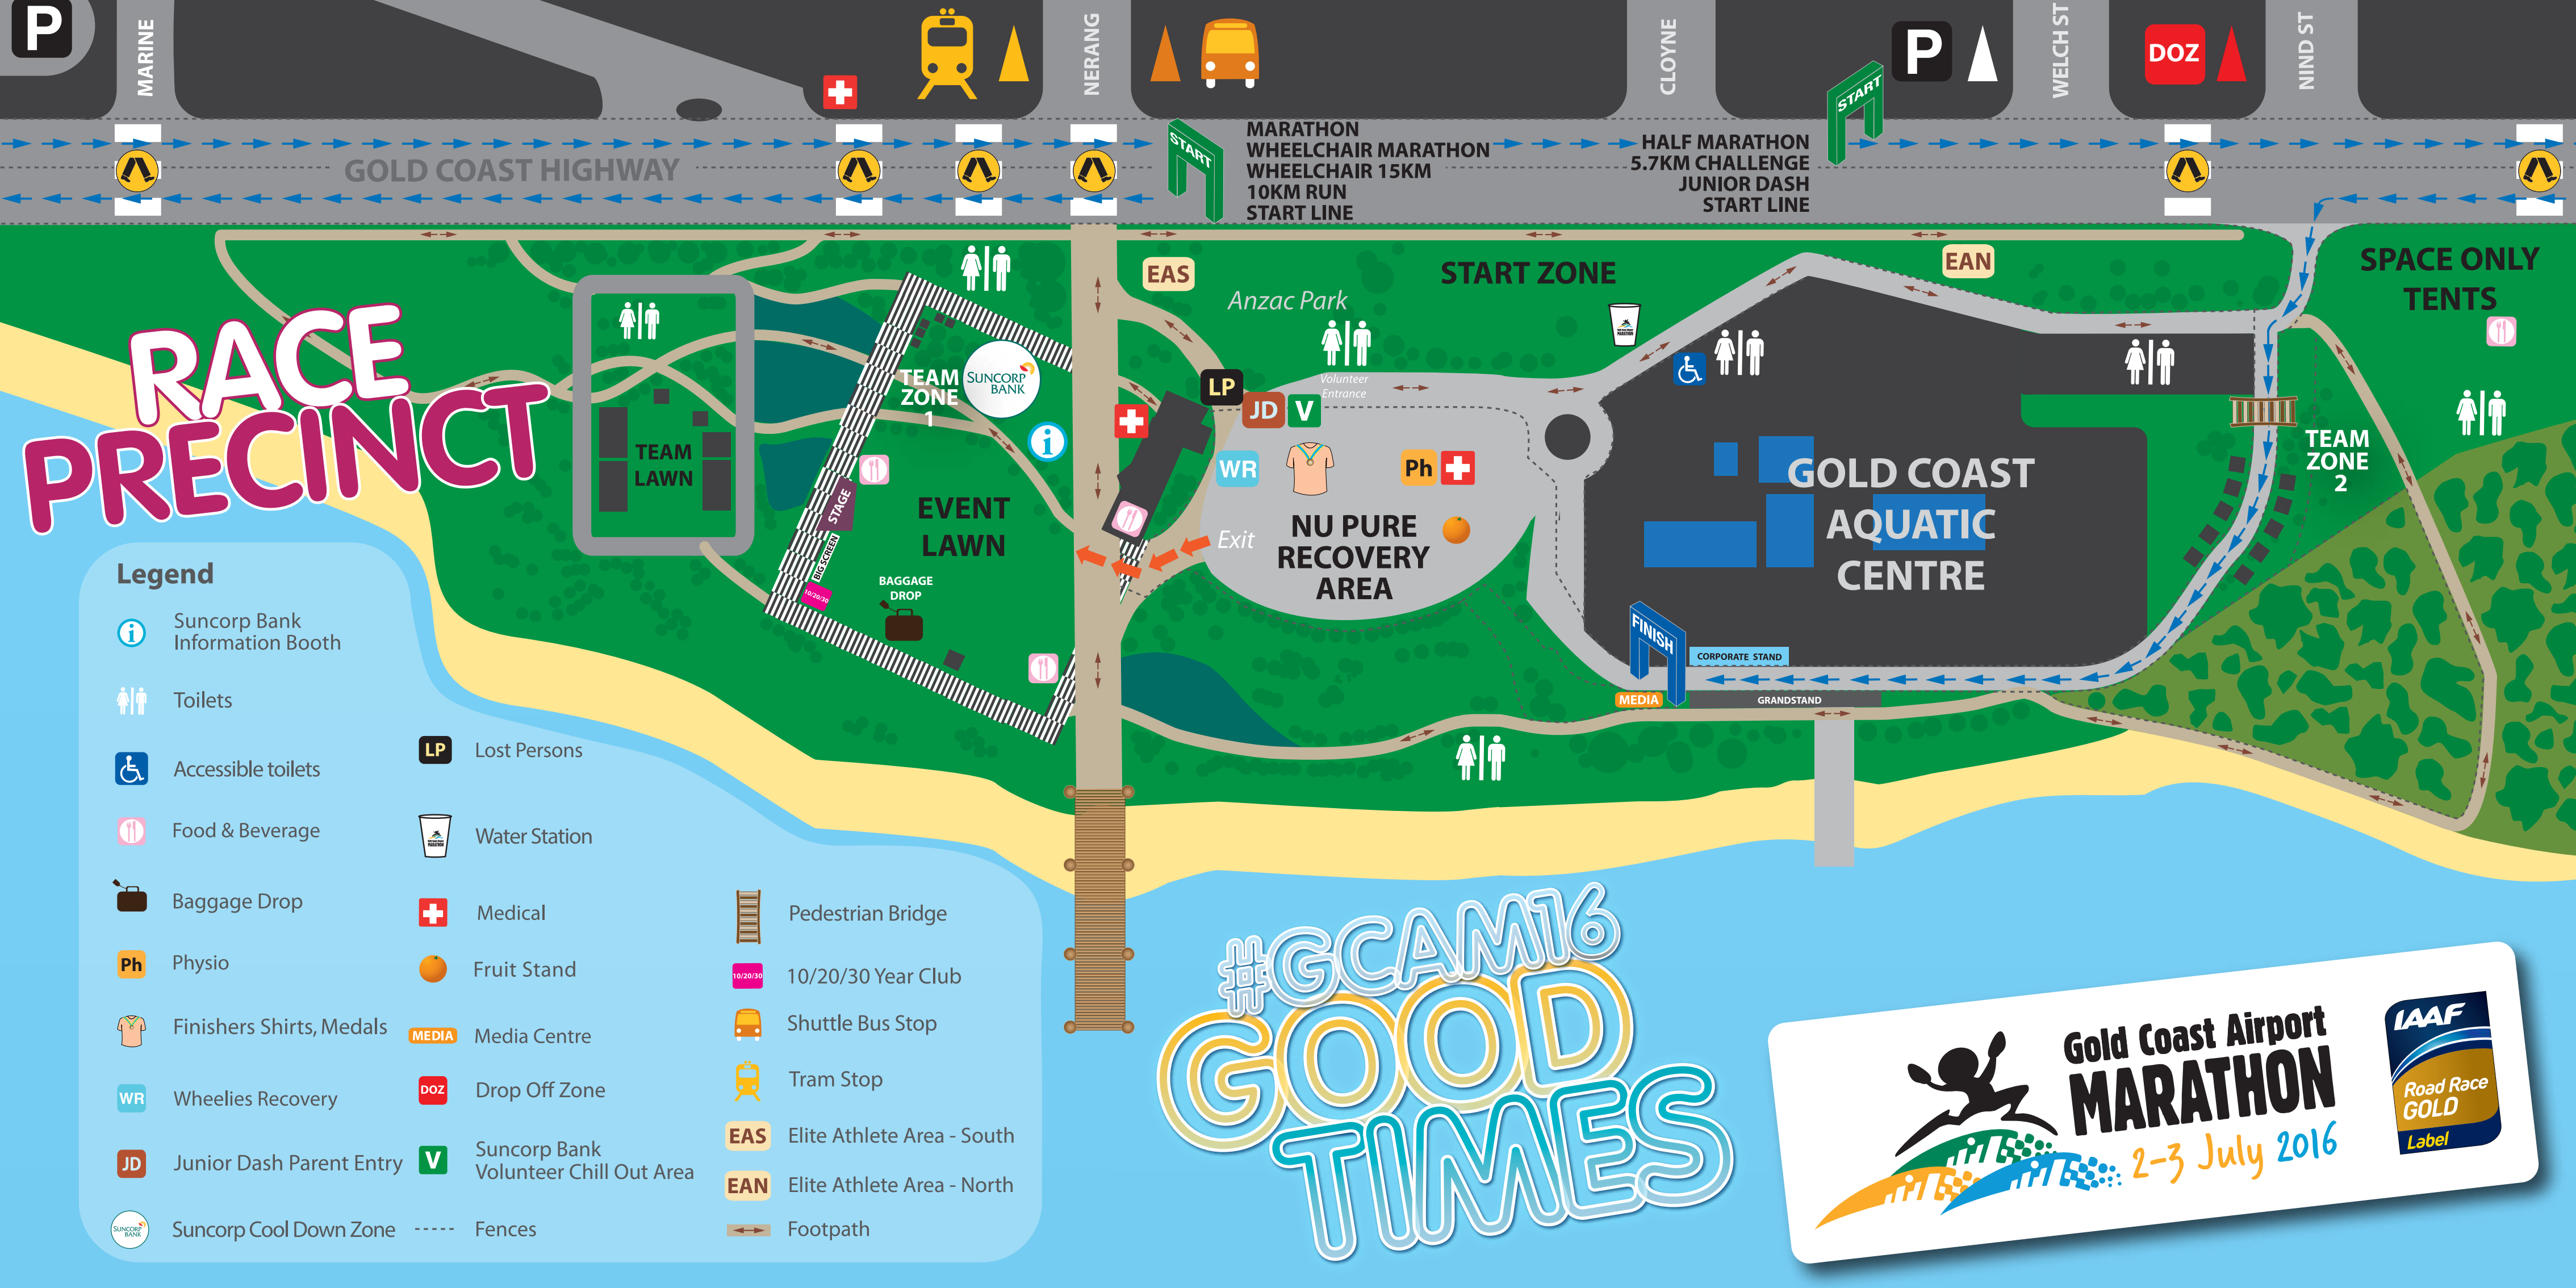 P
MARINE
NERANG
CLOYNE
P
WELCH ST
DOZ
NIND ST
START
GOLD COAST HIGHWAY
START
MARATHON
WHEELCHAIR MARATHON
WHEELCHAIR 15KM
10KM RUN
START LINE
HALF MARATHON
5.7KM CHALLENGE
JUNIOR DASH
START LINE
EAS
START ZONE
EAN
SPACE ONLY
TENTS
Anzac Park
RACE
PRECINCT
TEAM
ZONE
1
SUNCORP
BANK
LP
JD
V
Volunteer
Entrance
TEAM
LAWN
STAGE
BIG SCREEN
10/20/30
EVENT
LAWN
BAGGAGE
DROP
WR
Ph
Exit
NU PURE
RECOVERY
AREA
GOLD COAST
AQUATIC
CENTRE
TEAM
ZONE
2
FINISH
CORPORATE STAND
MEDIA
GRANDSTAND
Legend
Suncorp Bank
Information Booth
Toilets
Accessible toilets
Food & Beverage
Baggage Drop
Ph Physio
Finishers Shirts, Medals
WR Wheelies Recovery
JD Junior Dash Parent Entry
SUNCORP
BANK
Suncorp Cool Down Zone
LP Lost Persons
Water Station
Medical
Fruit Stand
MEDIA Media Centre
DOZ Drop Off Zone
V Suncorp Bank
Volunteer Chill Out Area
Fences
Pedestrian Bridge
10/20/30 10/20/30 Year Club
Shuttle Bus Stop
Tram Stop
EAS Elite Athlete Area - South
EAN Elite Athlete Area - North
Footpath
#GCAM16
GOOD
TIMES
Gold Coast Airport
MARATHON
2-3 July 2016
IAAF
Road Race
GOLD
Label